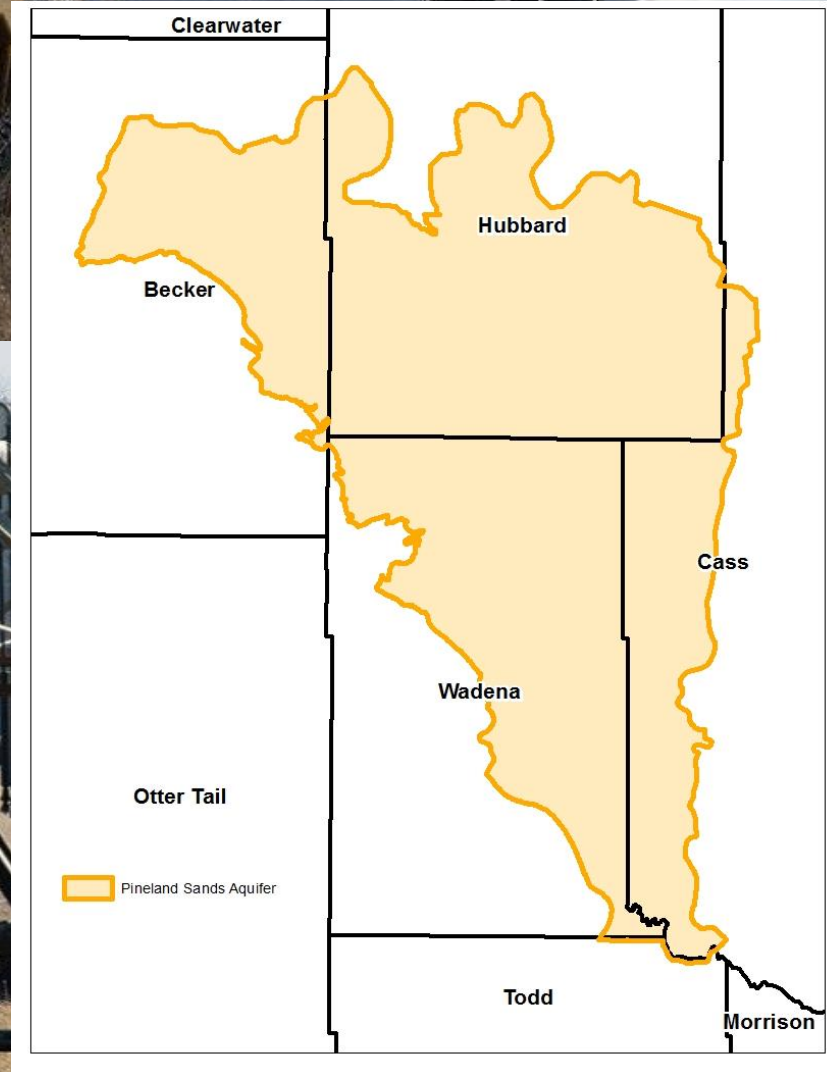 Clearwater
Hubbard
Becker
Cass
Wadena
Otter Tail
Pineland Sands Aquifer
Todd
Morrison